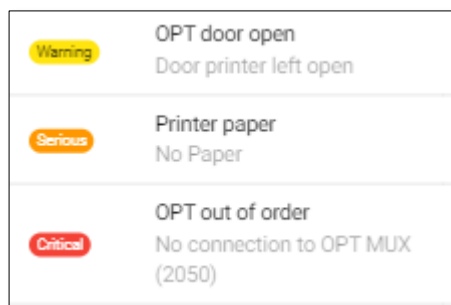 Warning
OPT door open
Door printer left open
Serious
Printer paper
No Paper
Critical
OPT out of order
No connection to OPT MUX
(2050)